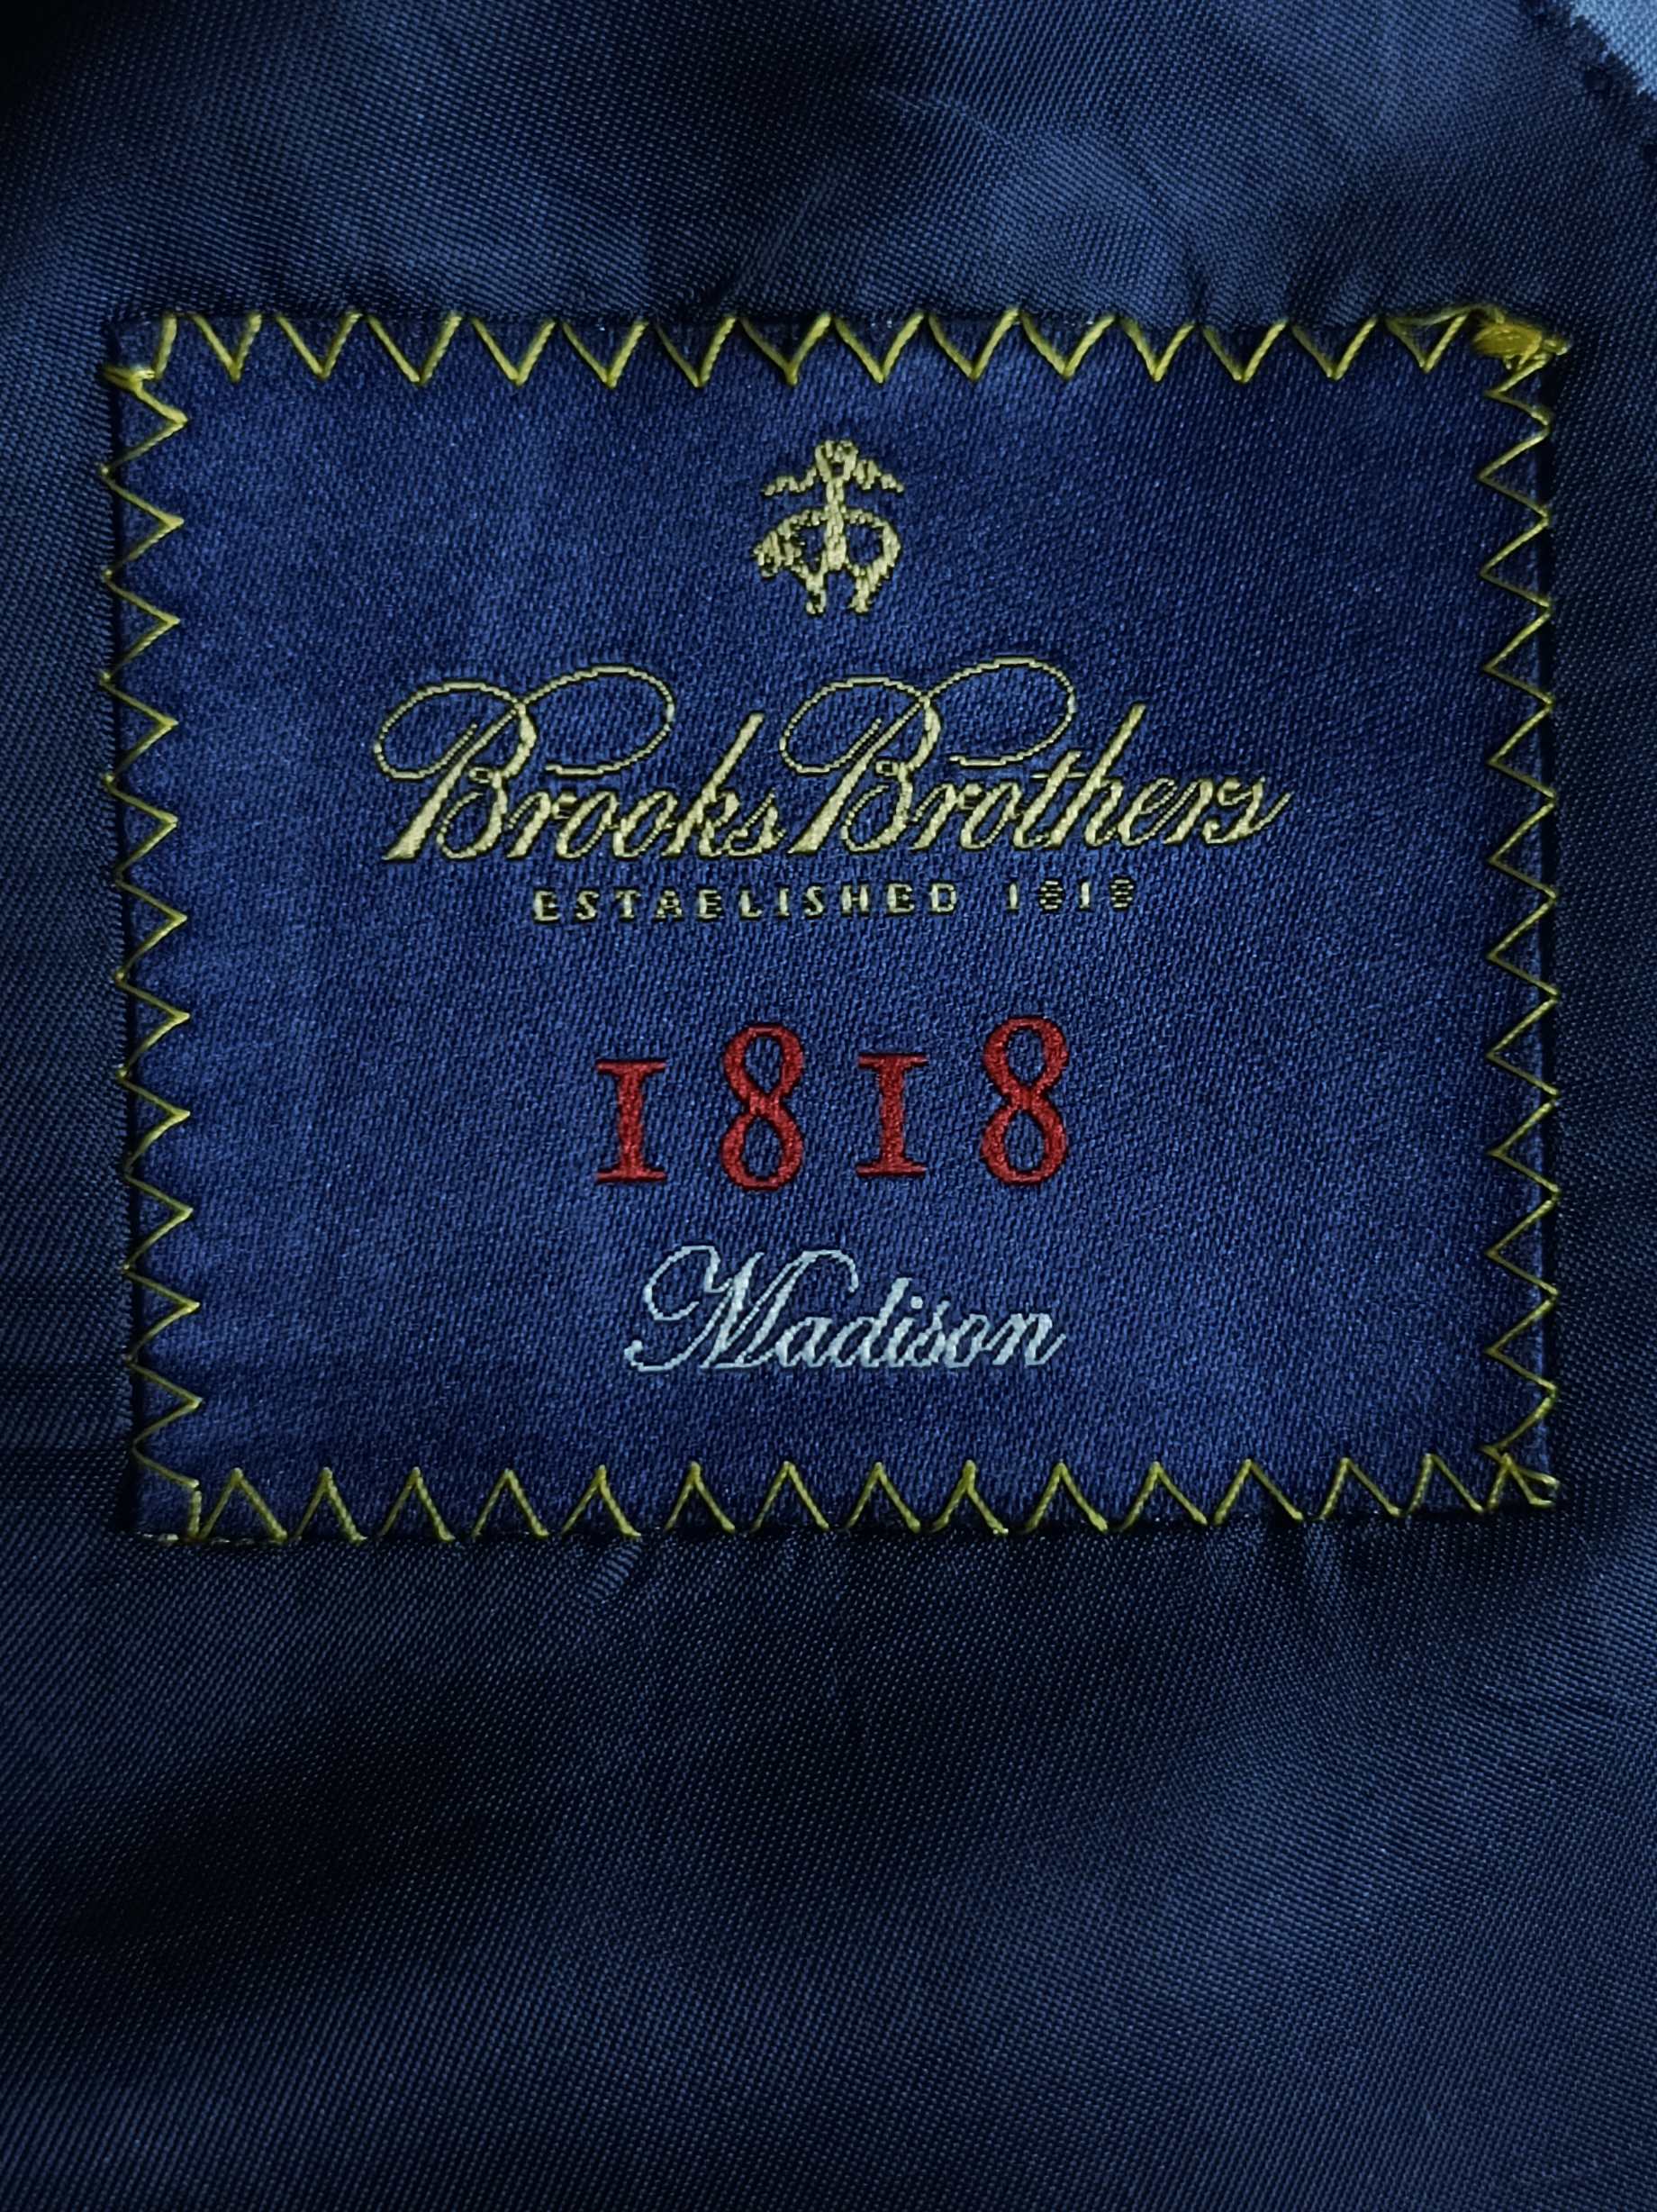 Brooks Brothers
ESTABLISHED 1818
1818
Madison